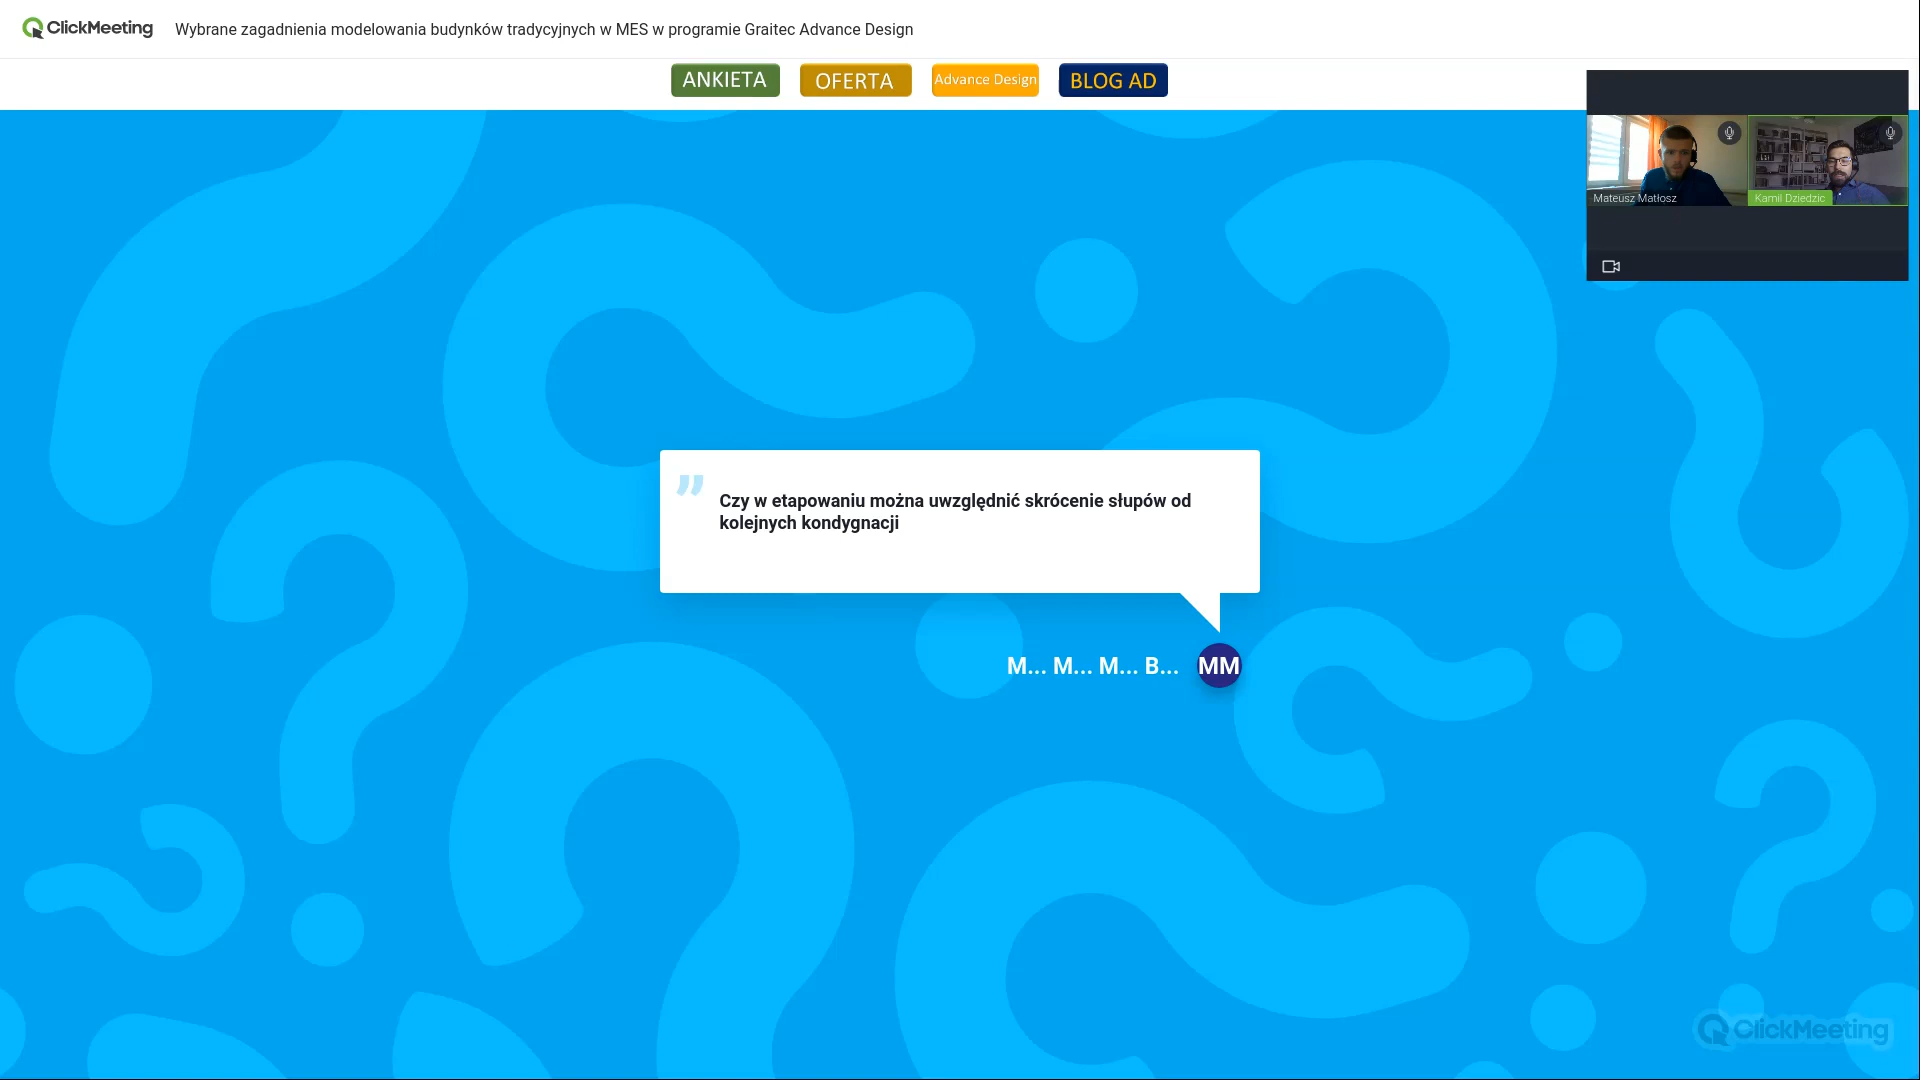 ClickMeeting
Wybrane zagadnienia modelowania budynków tradycyjnych w MES w programie Graitec Advance Design
ANKIETA
OFERTA
Advance Design
BLOG AD
Mateusz Matłosz
Kamil Dziedzic
” Czy w etapowaniu można uwzględnić skrócenie słupów od
kolejnych kondygnacji
M... M... M... B...
MM
ClickMeeting